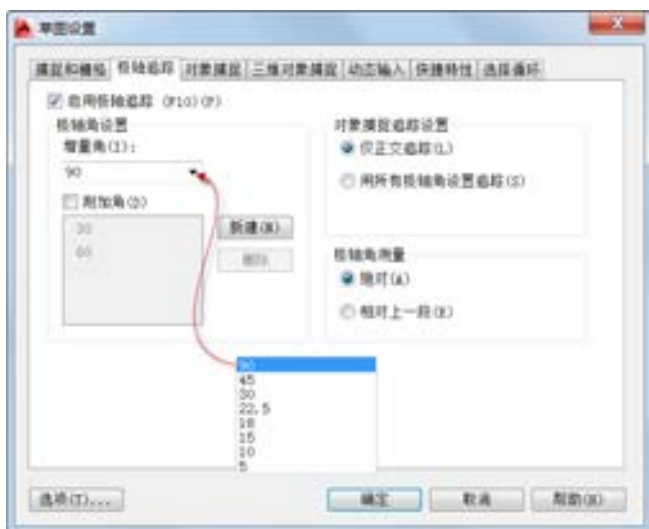 草图设置
捕捉和栅格 极轴追踪 对象捕捉 三维对象捕捉 动态输入 快捷特性 选择循环
启用极轴追踪 (F10)(P)
极轴角设置
增量角(I):
90
附加角(D)
30
60
新建(N)
删除
对象捕捉追踪设置
仅正交追踪(L)
用所有极轴角设置追踪(S)
极轴角测量
绝对(A)
相对上一段(R)
90
45
30
22.5
18
15
10
5
选项(T)...
确定
取消
帮助(H)